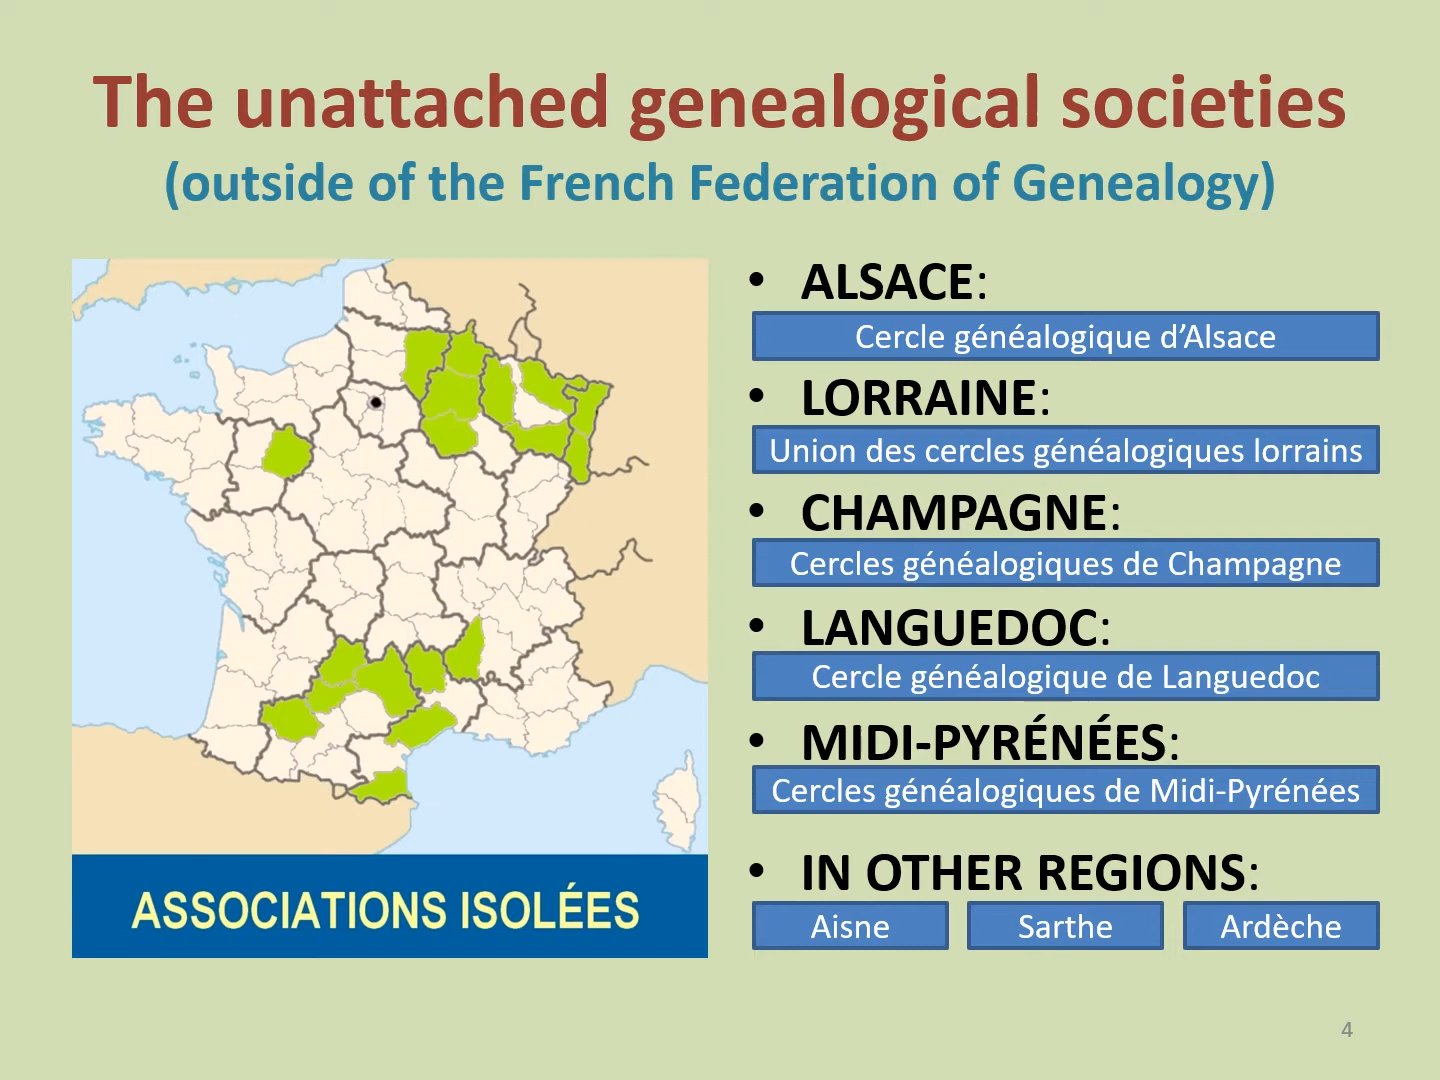 The unattached genealogical societies
(outside of the French Federation of Genealogy)
ASSOCIATIONS ISOLÉES
• ALSACE:
Cercle généalogique d’Alsace
• LORRAINE:
Union des cercles généalogiques lorrains
• CHAMPAGNE:
Cercles généalogiques de Champagne
• LANGUEDOC:
Cercle généalogique de Languedoc
• MIDI-PYRÉNÉES:
Cercles généalogiques de Midi-Pyrénées
• IN OTHER REGIONS:
Aisne Sarthe Ardèche
4